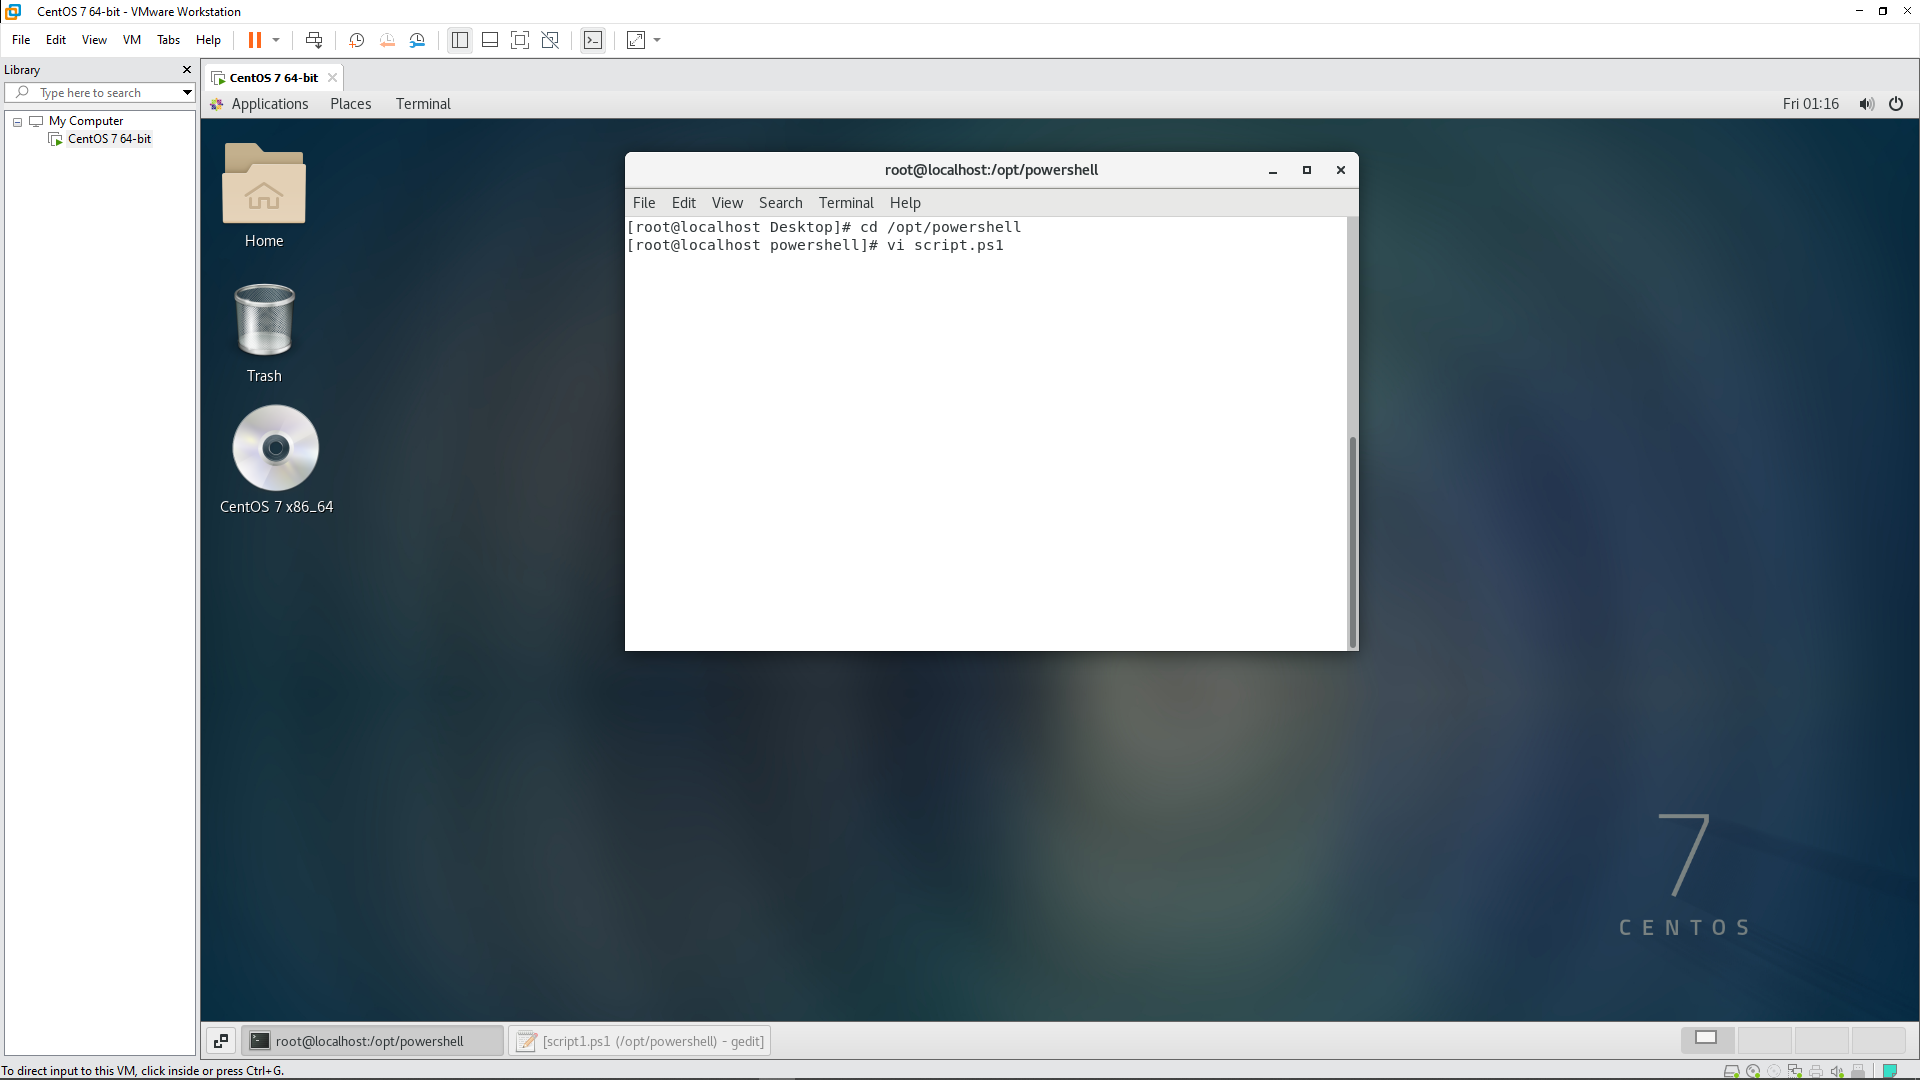 CentOS 7 64-bit - VMware Workstation
File Edit View VM Tabs Help
Library
Type here to search
My Computer
CentOS 7 64-bit
CentOS 7 64-bit
Applications Places Terminal
Fri 01:16
Home
Trash
CentOS 7 x86_64
root@localhost:/opt/powershell
File Edit View Search Terminal Help
[root@localhost Desktop]# cd /opt/powershell
[root@localhost powershell]# vi script.ps1
7
CENTOS
root@localhost:/opt/powershell
[script1.ps1 (/opt/powershell) - gedit]
To direct input to this VM, click inside or press Ctrl+G.